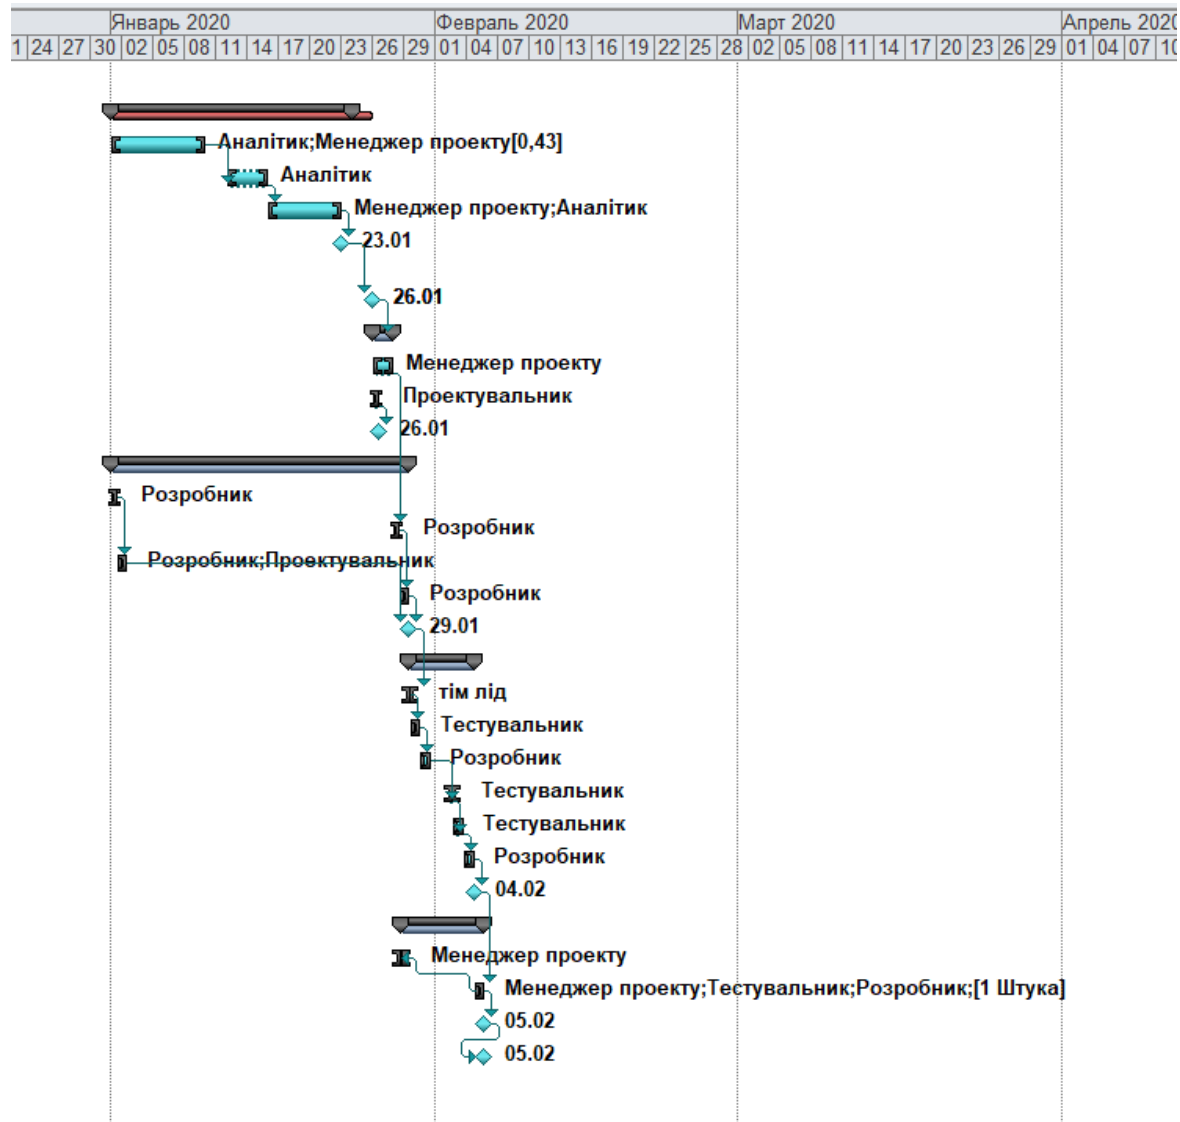 Январь 2020 Февраль 2020 Март 2020 Апрель 2020
1 24 27 30 02 05 08 11 14 17 20 23 26 29 01 04 07 10 13 16 19 22 25 28 02 05 08 11 14 17 20 23 26 29 01 04 07 10
Аналітик;Менеджер проекту[0,43]
Аналітик
Менеджер проекту;Аналітик
23.01
26.01
Менеджер проекту
Проектувальник
26.01
Розробник
Розробник
Розробник;Проектувальник
Розробник
29.01
тім лід
Тестувальник
Розробник
Тестувальник
Тестувальник
Розробник
04.02
Менеджер проекту
Менеджер проекту;Тестувальник;Розробник;[1 Штука]
05.02
05.02